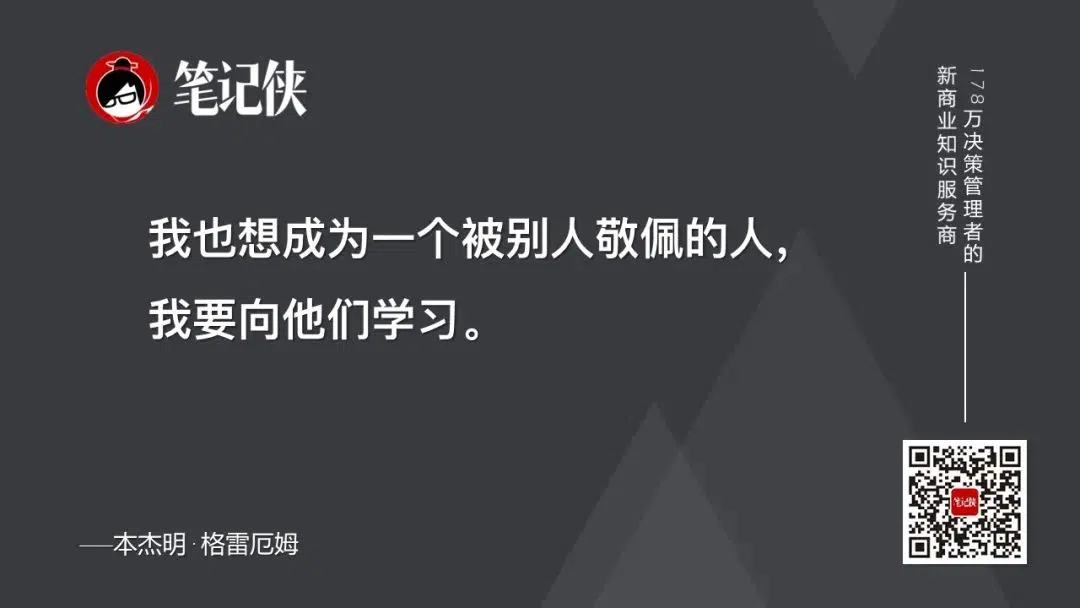 笔记侠
178万决策管理者的
新商业知识服务商
我也想成为一个被别人敬佩的人，
我要向他们学习。
——本杰明·格雷厄姆
笔记侠